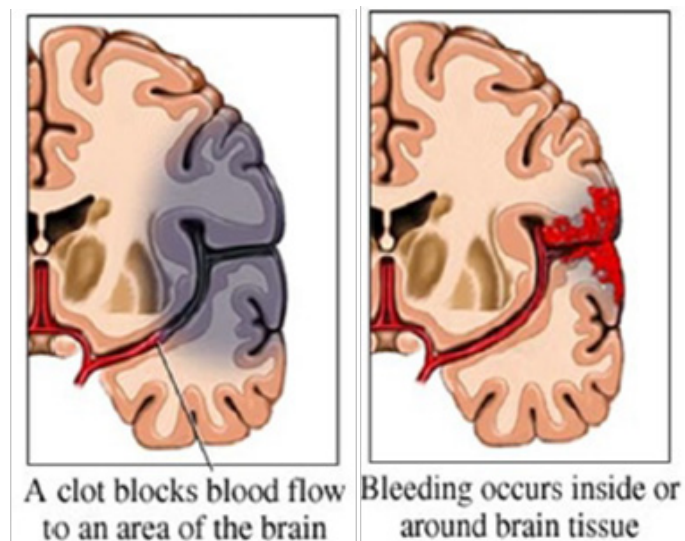 A clot blocks blood flow
to an area of the brain
Bleeding occurs inside or
around brain tissue